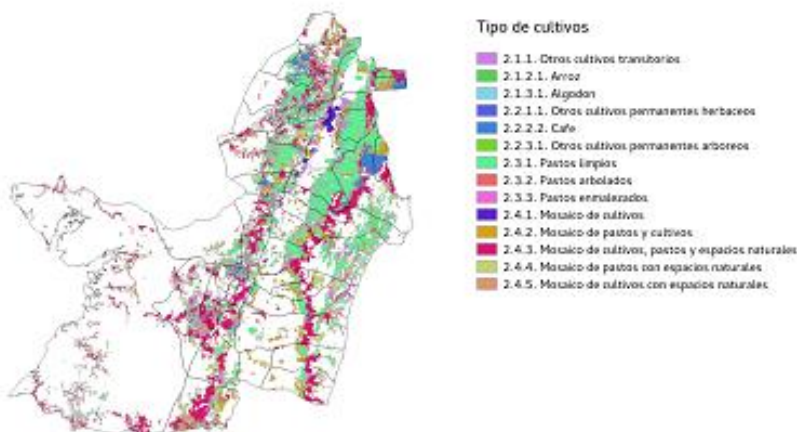 Tipo de cultivos
2.1.1. Otros cultivos transitorios
2.1.2.1. Arroz
2.1.3.1. Algodon
2.2.1.1. Otros cultivos permanentes herbaceos
2.2.2.2. Cafe
2.2.3.1. Otros cultivos permanentes arboreos
2.3.1. Pastos limpios
2.3.2. Pastos arbolados
2.3.3. Pastos enmalezados
2.4.1. Mosaico de cultivos
2.4.2. Mosaico de pastos y cultivos
2.4.3. Mosaico de cultivos, pastos y espacios naturales
2.4.4. Mosaico de pastos con espacios naturales
2.4.5. Mosaico de cultivos con espacios naturales